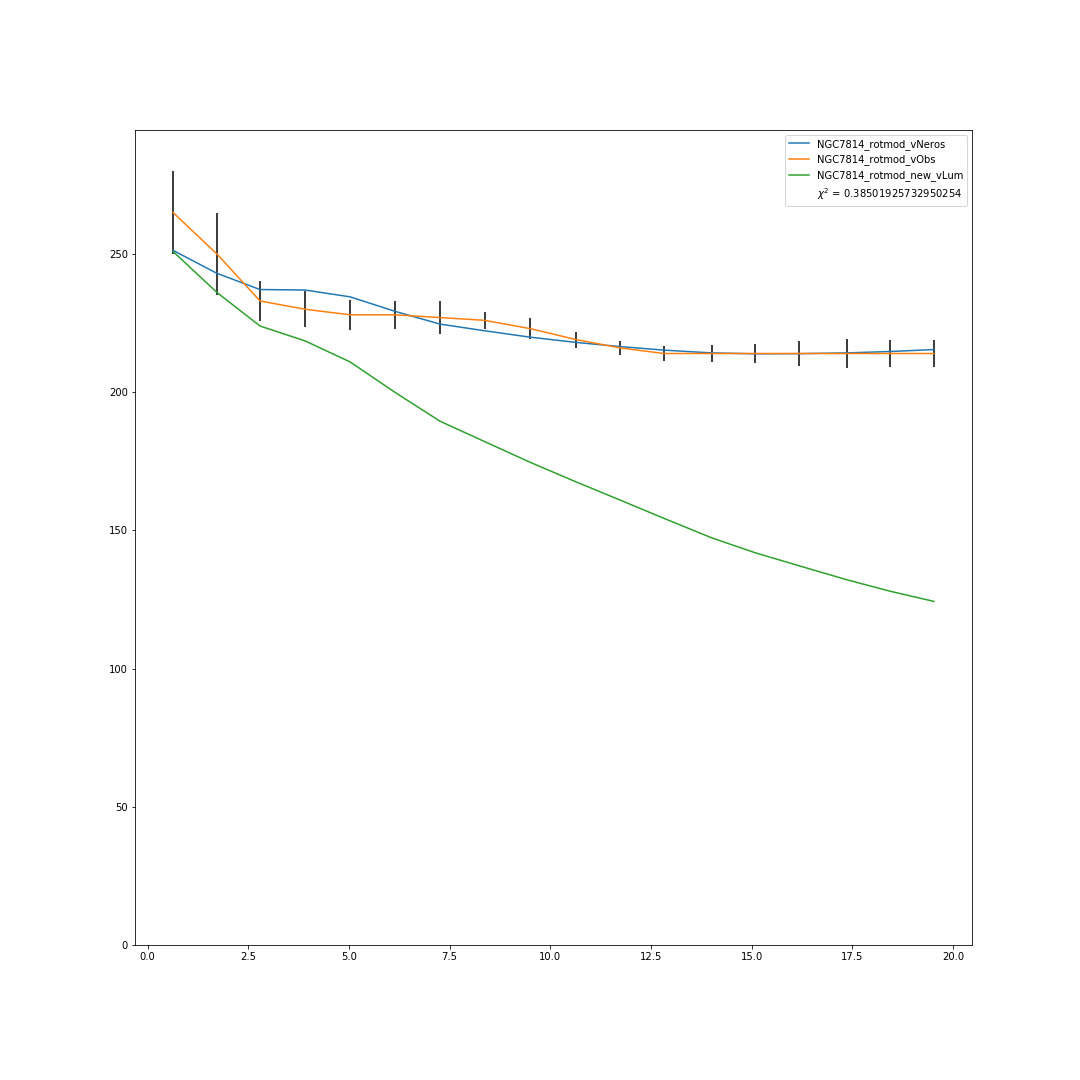 NGC7814_rotmod_vNeros
NGC7814_rotmod_vObs
NGC7814_rotmod_new_vLum
χ² = 0.38501925732950254
250
200
150
100
50
0
0.0 2.5 5.0 7.5 10.0 12.5 15.0 17.5 20.0